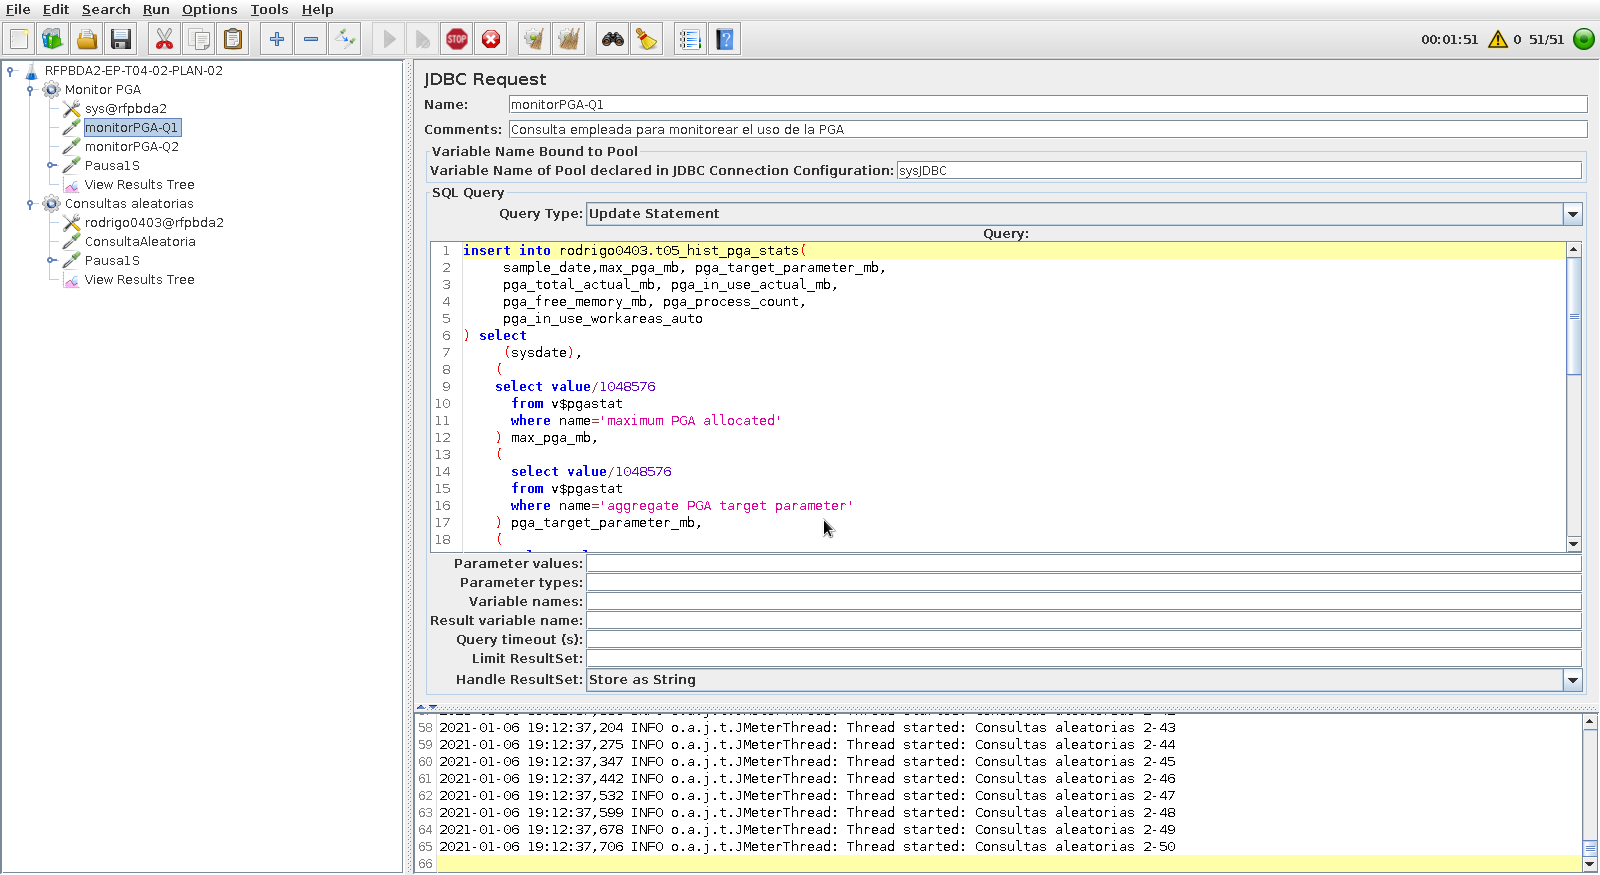 File Edit Search Run Options Tools Help
STOP
?
00:01:51 0 51/51
RFPBDA2-EP-T04-02-PLAN-02
Monitor PGA
sys@rfpbda2
monitorPGA-Q1
monitorPGA-Q2
Pausa1S
View Results Tree
Consultas aleatorias
rodrigo0403@rfpbda2
ConsultaAleatoria
Pausa1S
View Results Tree
JDBC Request
Name: monitorPGA-Q1
Comments: Consulta empleada para monitorear el uso de la PGA
Variable Name Bound to Pool
Variable Name of Pool declared in JDBC Connection Configuration: sysJDBC
SQL Query
Query Type: Update Statement
Query:
1 insert into rodrigo0403.t05_hist_pga_stats(
2 sample_date,max_pga_mb, pga_target_parameter_mb,
3 pga_total_actual_mb, pga_in_use_actual_mb,
4 pga_free_memory_mb, pga_process_count,
5 pga_in_use_workareas_auto
6 ) select
7 (sysdate),
8 (
9 select value/1048576
10 from v$pgastat
11 where name='maximum PGA allocated'
12 ) max_pga_mb,
13 (
14 select value/1048576
15 from v$pgastat
16 where name='aggregate PGA target parameter'
17 ) pga_target_parameter_mb,
18 (
Parameter values:
Parameter types:
Variable names:
Result variable name:
Query timeout (s):
Limit ResultSet:
Handle ResultSet: Store as String
58 2021-01-06 19:12:37,204 INFO o.a.j.t.JMeterThread: Thread started: Consultas aleatorias 2-43
59 2021-01-06 19:12:37,275 INFO o.a.j.t.JMeterThread: Thread started: Consultas aleatorias 2-44
60 2021-01-06 19:12:37,347 INFO o.a.j.t.JMeterThread: Thread started: Consultas aleatorias 2-45
61 2021-01-06 19:12:37,442 INFO o.a.j.t.JMeterThread: Thread started: Consultas aleatorias 2-46
62 2021-01-06 19:12:37,532 INFO o.a.j.t.JMeterThread: Thread started: Consultas aleatorias 2-47
63 2021-01-06 19:12:37,599 INFO o.a.j.t.JMeterThread: Thread started: Consultas aleatorias 2-48
64 2021-01-06 19:12:37,678 INFO o.a.j.t.JMeterThread: Thread started: Consultas aleatorias 2-49
65 2021-01-06 19:12:37,706 INFO o.a.j.t.JMeterThread: Thread started: Consultas aleatorias 2-50
66